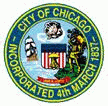 CITY OF CHICAGO
INCORPORATED 4th MARCH 1837